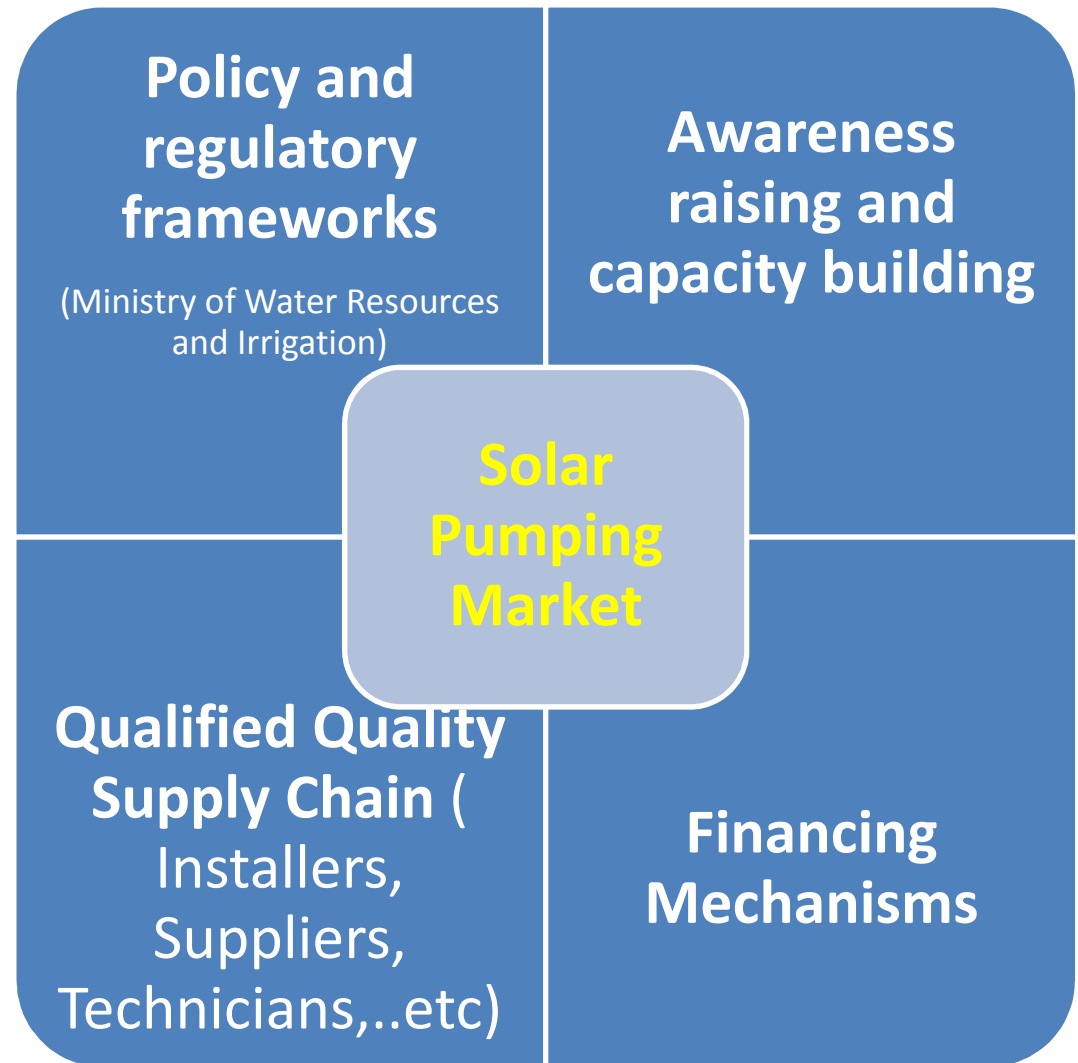 Policy and
regulatory
frameworks
(Ministry of Water Resources
and Irrigation)
Awareness
raising and
capacity building
Solar
Pumping
Market
Qualified Quality
Supply Chain (
Installers,
Suppliers,
Technicians,..etc)
Financing
Mechanisms